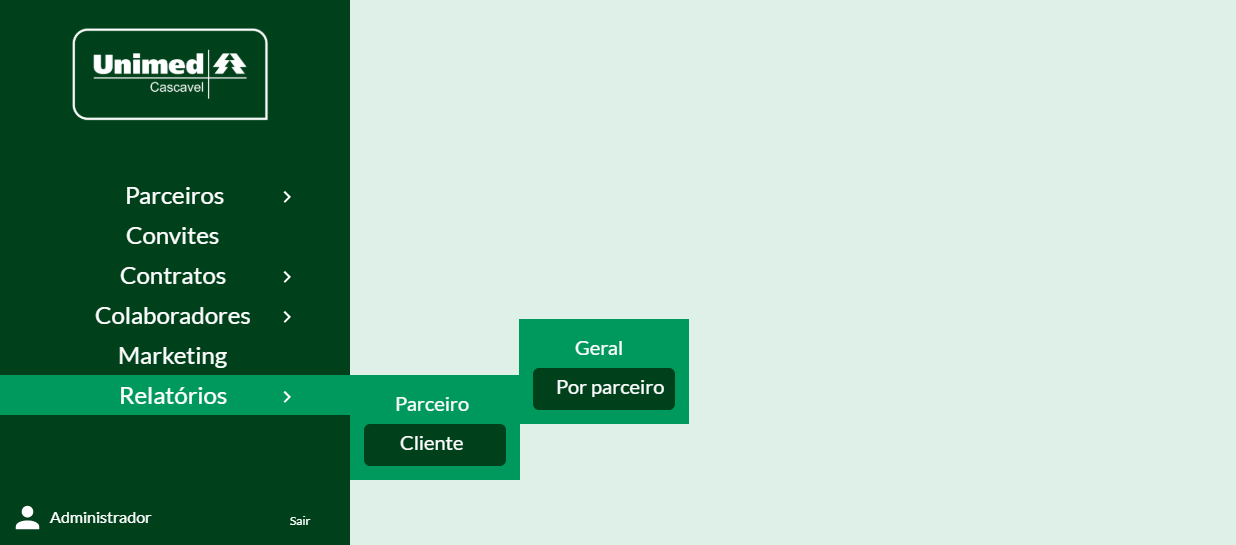 Unimed
Cascavel
Parceiros
Convites
Contratos
Colaboradores
Marketing
Relatórios
Parceiro
Cliente
Geral
Por parceiro
Administrador
Sair